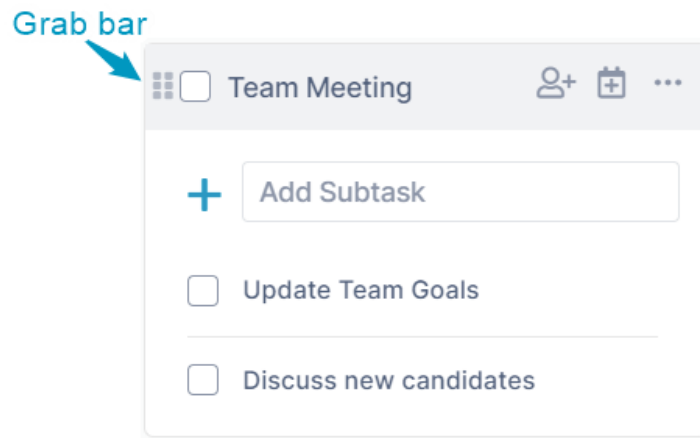 Grab bar
Team Meeting
Add Subtask
Update Team Goals
Discuss new candidates